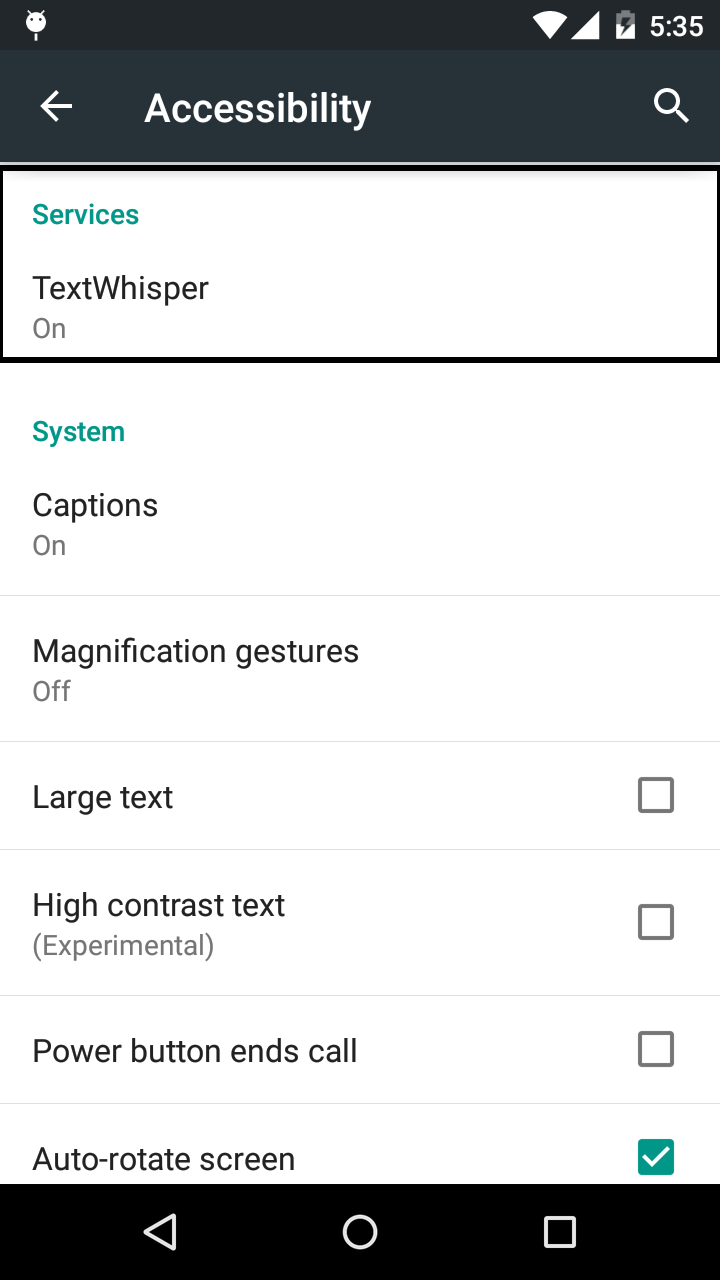 5:35
Accessibility
Services
TextWhisper
On
System
Captions
On
Magnification gestures
Off
Large text
High contrast text
(Experimental)
Power button ends call
Auto-rotate screen